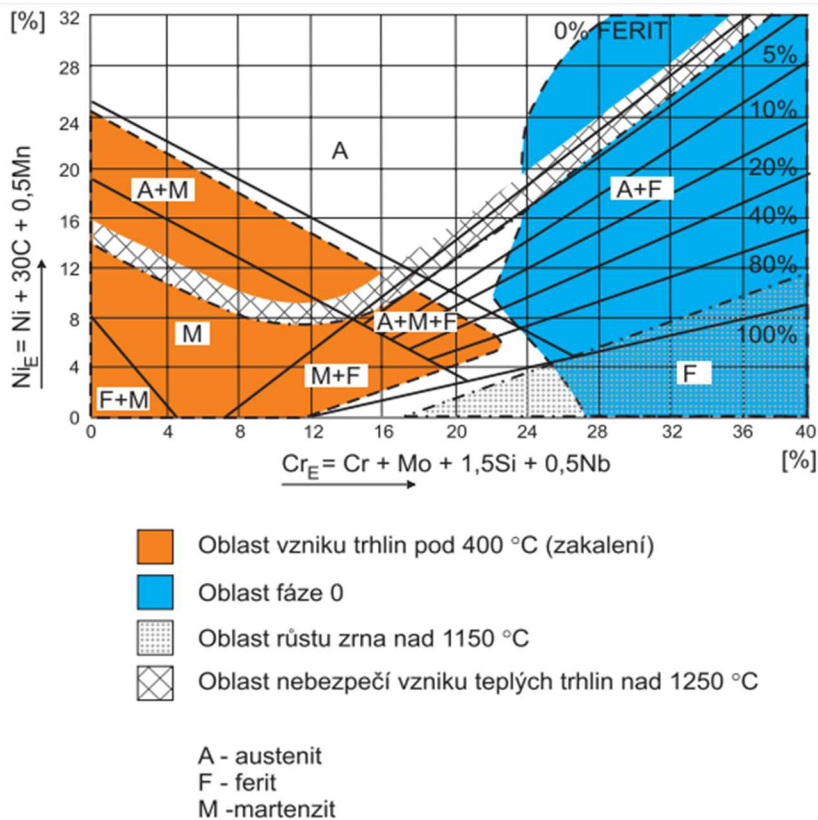 [%]
32
28
24
20
16
12
8
4
0
Ni_E = Ni + 30C + 0,5Mn
0% FERIT
5%
10%
20%
40%
80%
100%
A
A+M
A+F
M
A+M+F
M+F
F
F+M
0 4 8 12 16 20 24 28 32 36 40
Cr_E = Cr + Mo + 1,5Si + 0,5Nb
[%]
Oblast vzniku trhlin pod 400 °C (zakalení)
Oblast fáze 0
Oblast růstu zrna nad 1150 °C
Oblast nebezpečí vzniku teplých trhlin nad 1250 °C
A - austenit
F - ferit
M -martenzit